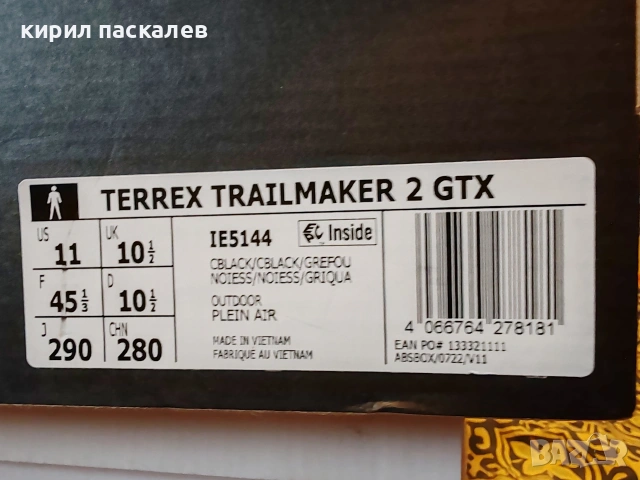 кирил паскалев
TERREX TRAILMAKER 2 GTX
US 11 UK 10 1/2
F 45 1/3 D 10 1/2
J 290 CHN 280
IE5144 Inside
CBLACK/CBLACK/GREFOU
NOIESS/NOIESS/GRIQUA
OUTDOOR
PLEIN AIR
MADE IN VIETNAM
FABRIQUE AU VIETNAM
4 066764 278181
EAN PO# 133321111
ABSBOX/0722/V11
BAZAR